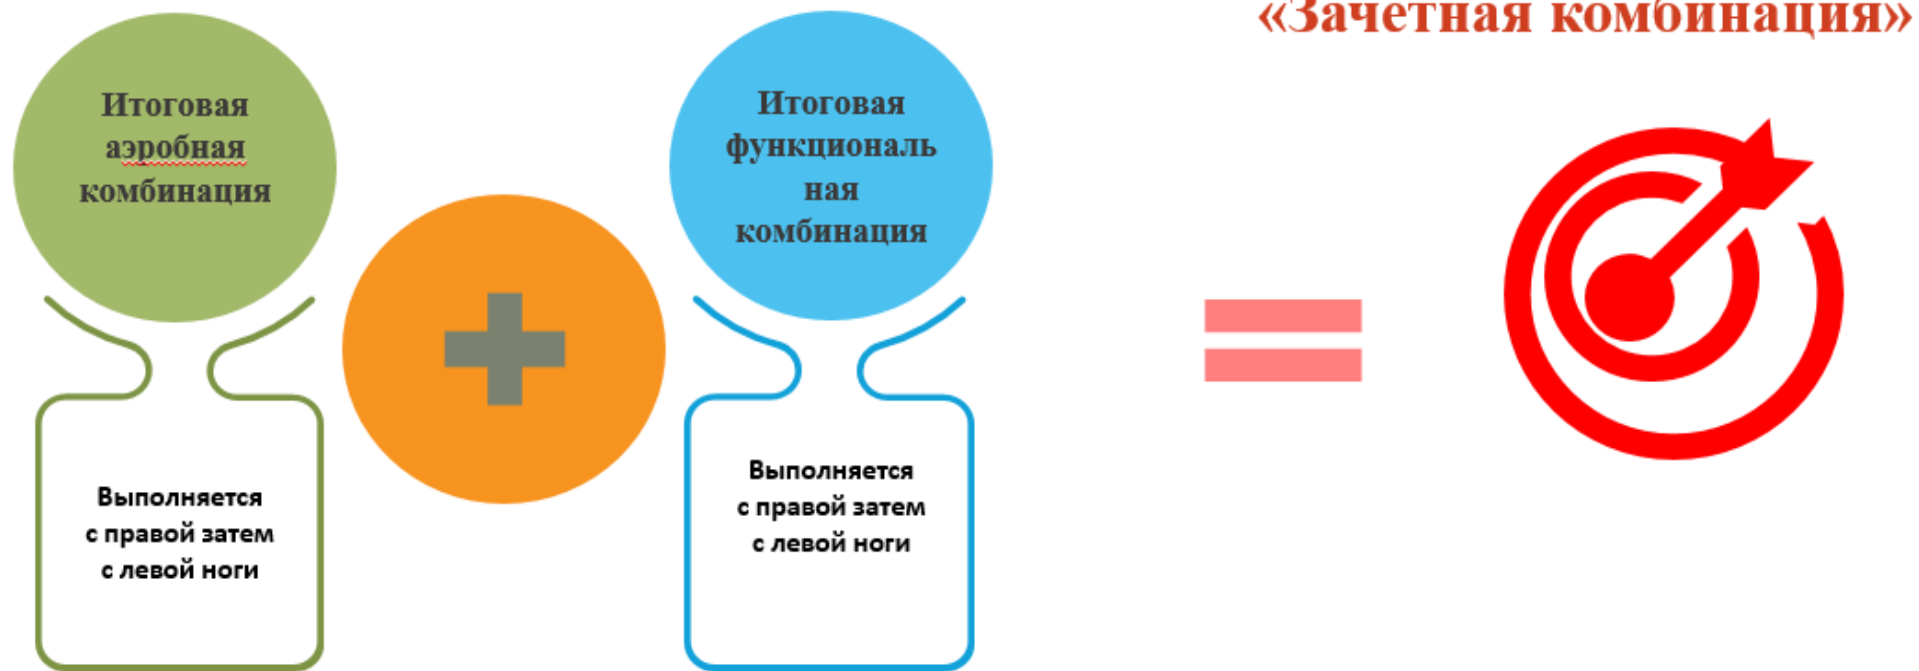 «Зачетная комбинация»
Итоговая
аэробная
комбинация
Итоговая
функциональ
ная
комбинация
Выполняется
с правой затем
с левой ноги
Выполняется
с правой затем
с левой ноги